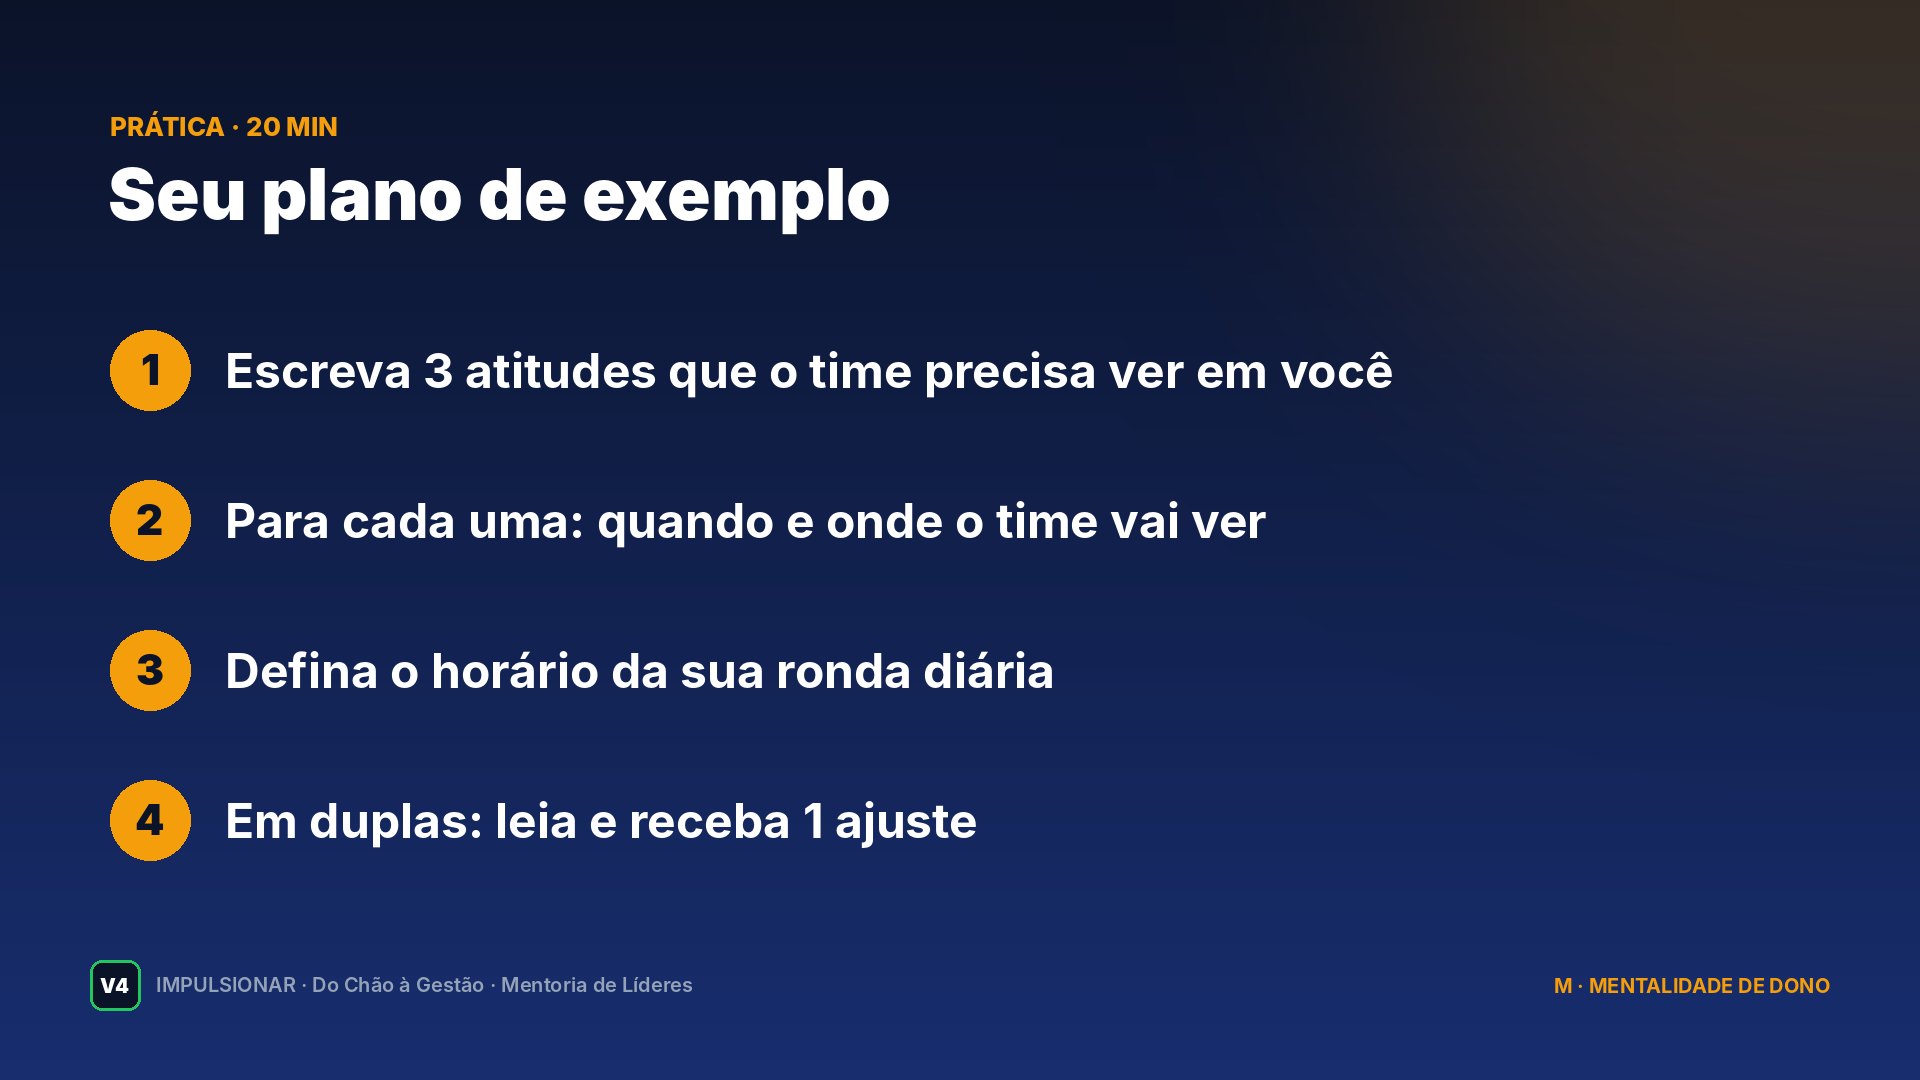 PRÁTICA · 20 MIN
Seu plano de exemplo
1 Escreva 3 atitudes que o time precisa ver em você
2 Para cada uma: quando e onde o time vai ver
3 Defina o horário da sua ronda diária
4 Em duplas: leia e receba 1 ajuste
V4 IMPULSIONAR · Do Chão à Gestão · Mentoria de Líderes
M · MENTALIDADE DE DONO